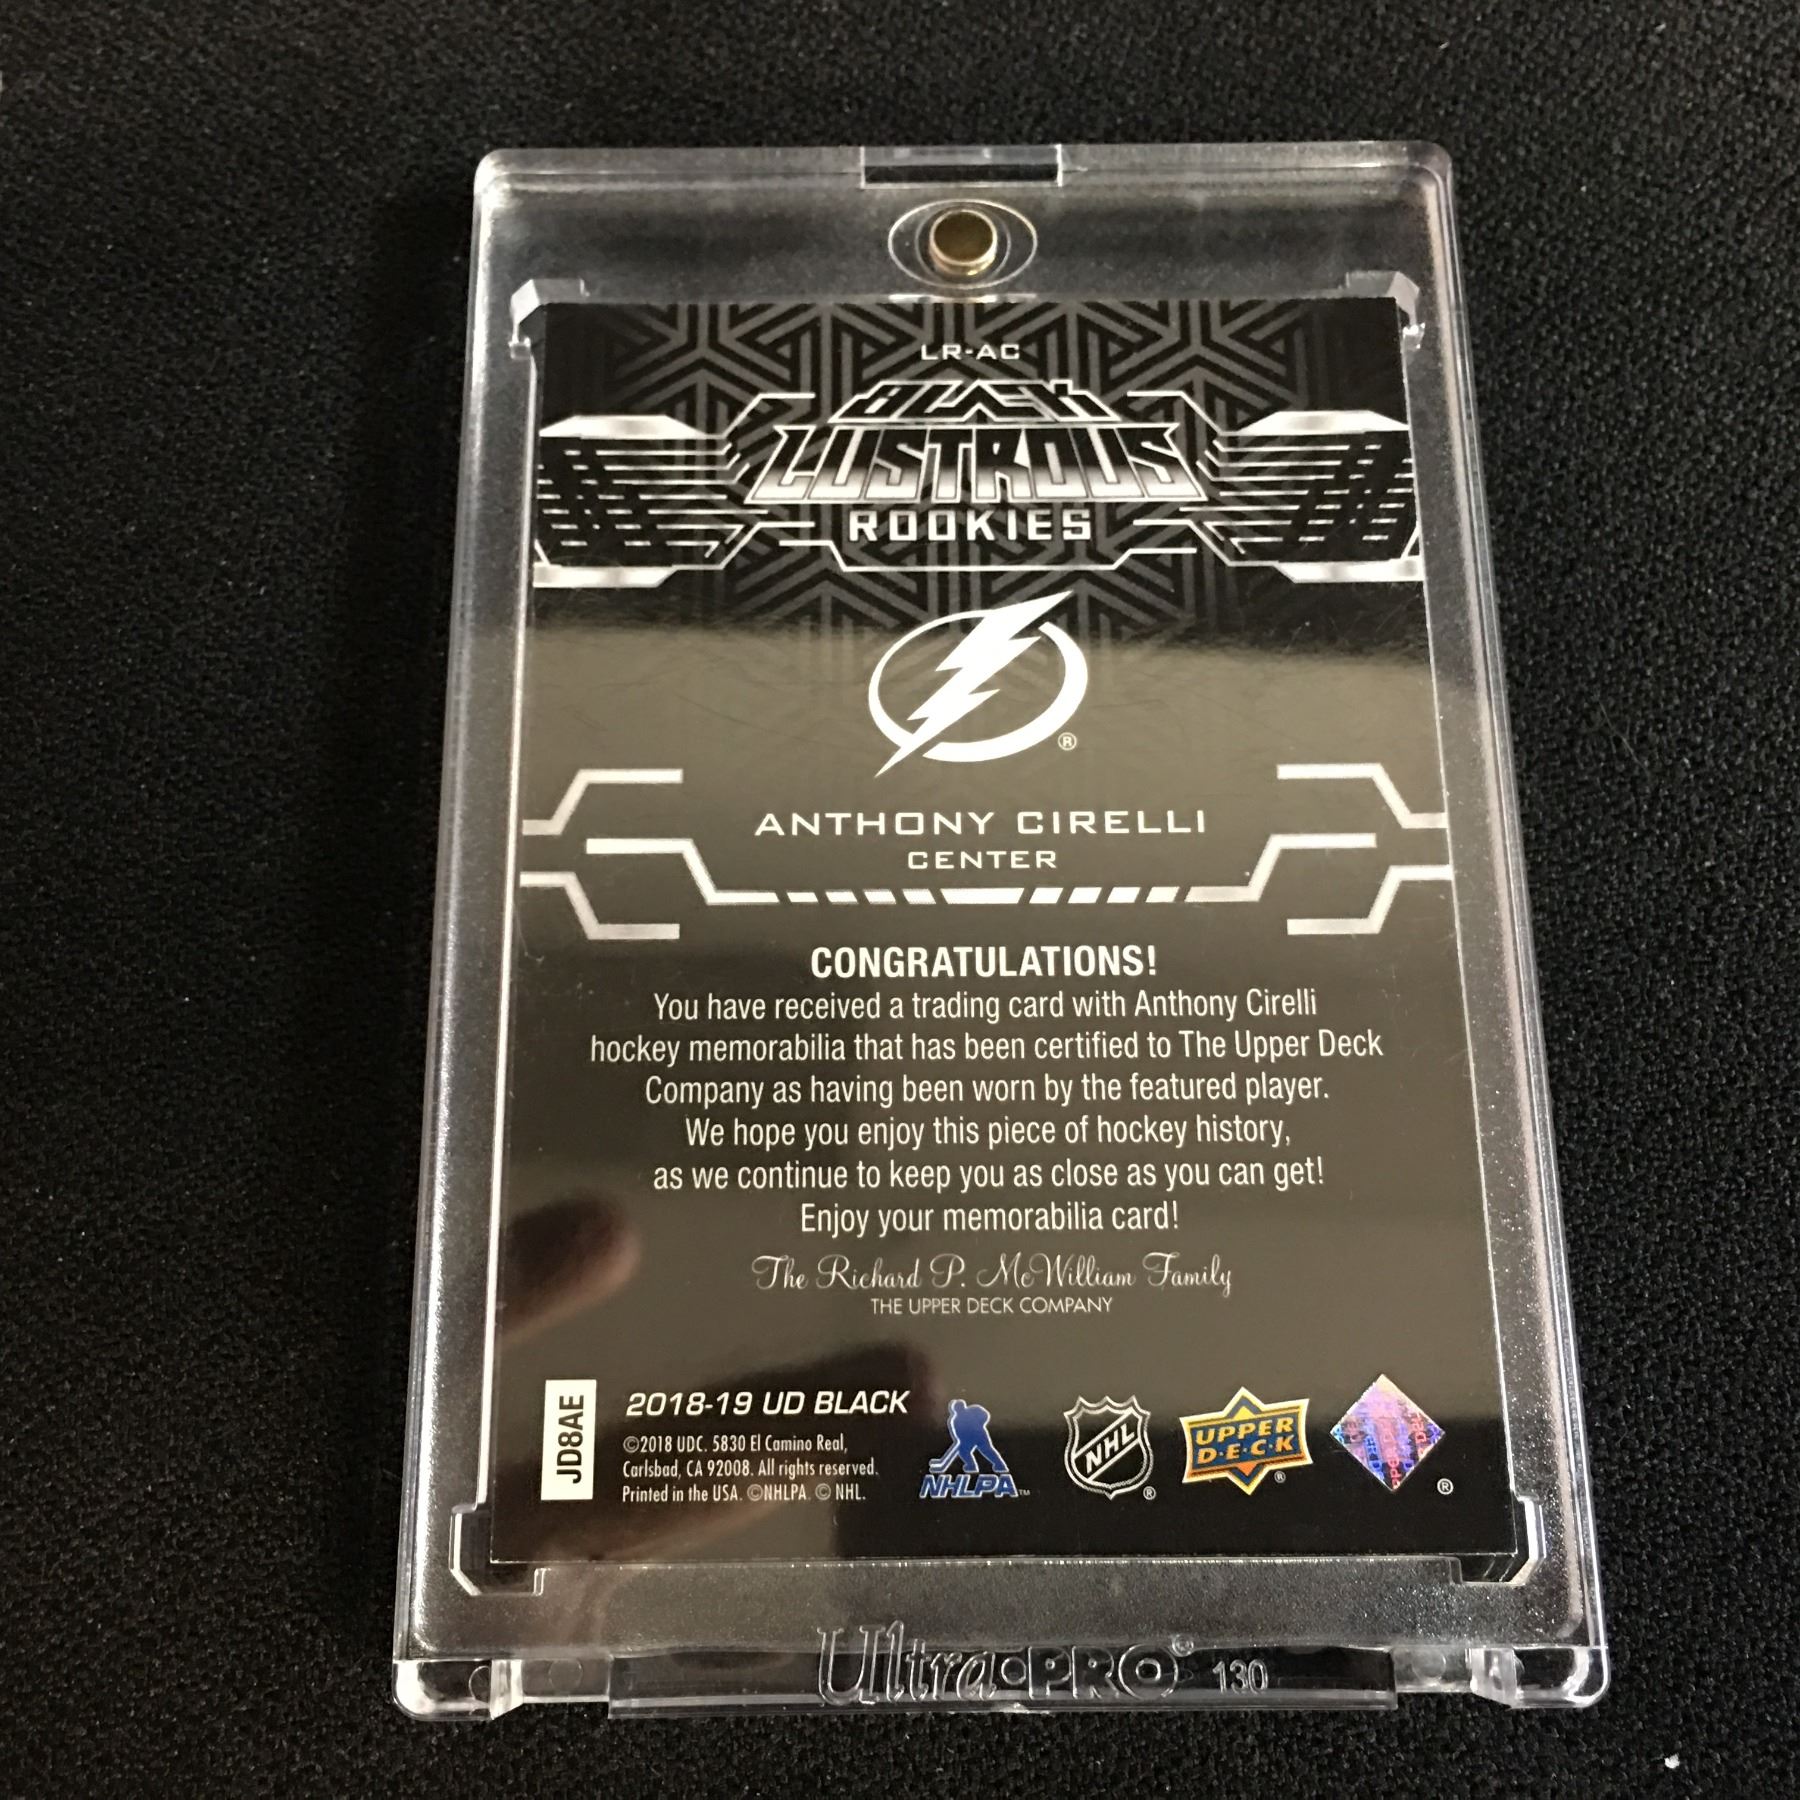 LR-AC
BLACK
LUSTROUS
ROOKIES
®
ANTHONY CIRELLI
CENTER
CONGRATULATIONS!
You have received a trading card with Anthony Cirelli
hockey memorabilia that has been certified to The Upper Deck
Company as having been worn by the featured player.
We hope you enjoy this piece of hockey history,
as we continue to keep you as close as you can get!
Enjoy your memorabilia card!
The Richard P. McWilliam Family
THE UPPER DECK COMPANY
JD8AE
2018-19 UD BLACK
©2018 UDC. 5830 El Camino Real,
Carlsbad, CA 92008. All rights reserved.
Printed in the USA. ©NHLPA. © NHL.
NHLPA™
NHL®
UPPER
D·E·C·K®
®
Ultra•PRO® 130